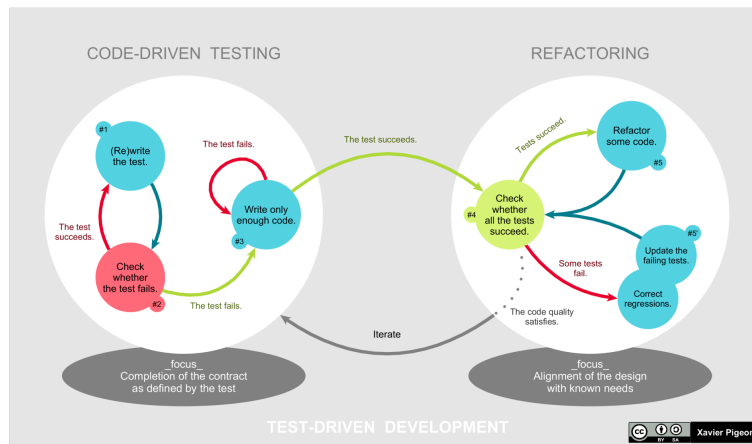 CODE-DRIVEN TESTING
REFACTORING
#1
(Re)write
the test.
The test fails.
The test succeeds.
Tests succeed.
Refactor
some code.
#5
The test
succeeds.
Write only
enough code.
#3
#4
Check
whether
all the tests
succeed.
#5'
Update the
failing tests.
Check
whether
the test fails.
#2
The test fails.
Some tests
fail.
Correct
regressions.
The code quality
satisfies.
Iterate
_focus_
Completion of the contract
as defined by the test
_focus_
Alignment of the design
with known needs
TEST-DRIVEN DEVELOPMENT
cc
BY SA
Xavier Pigeon